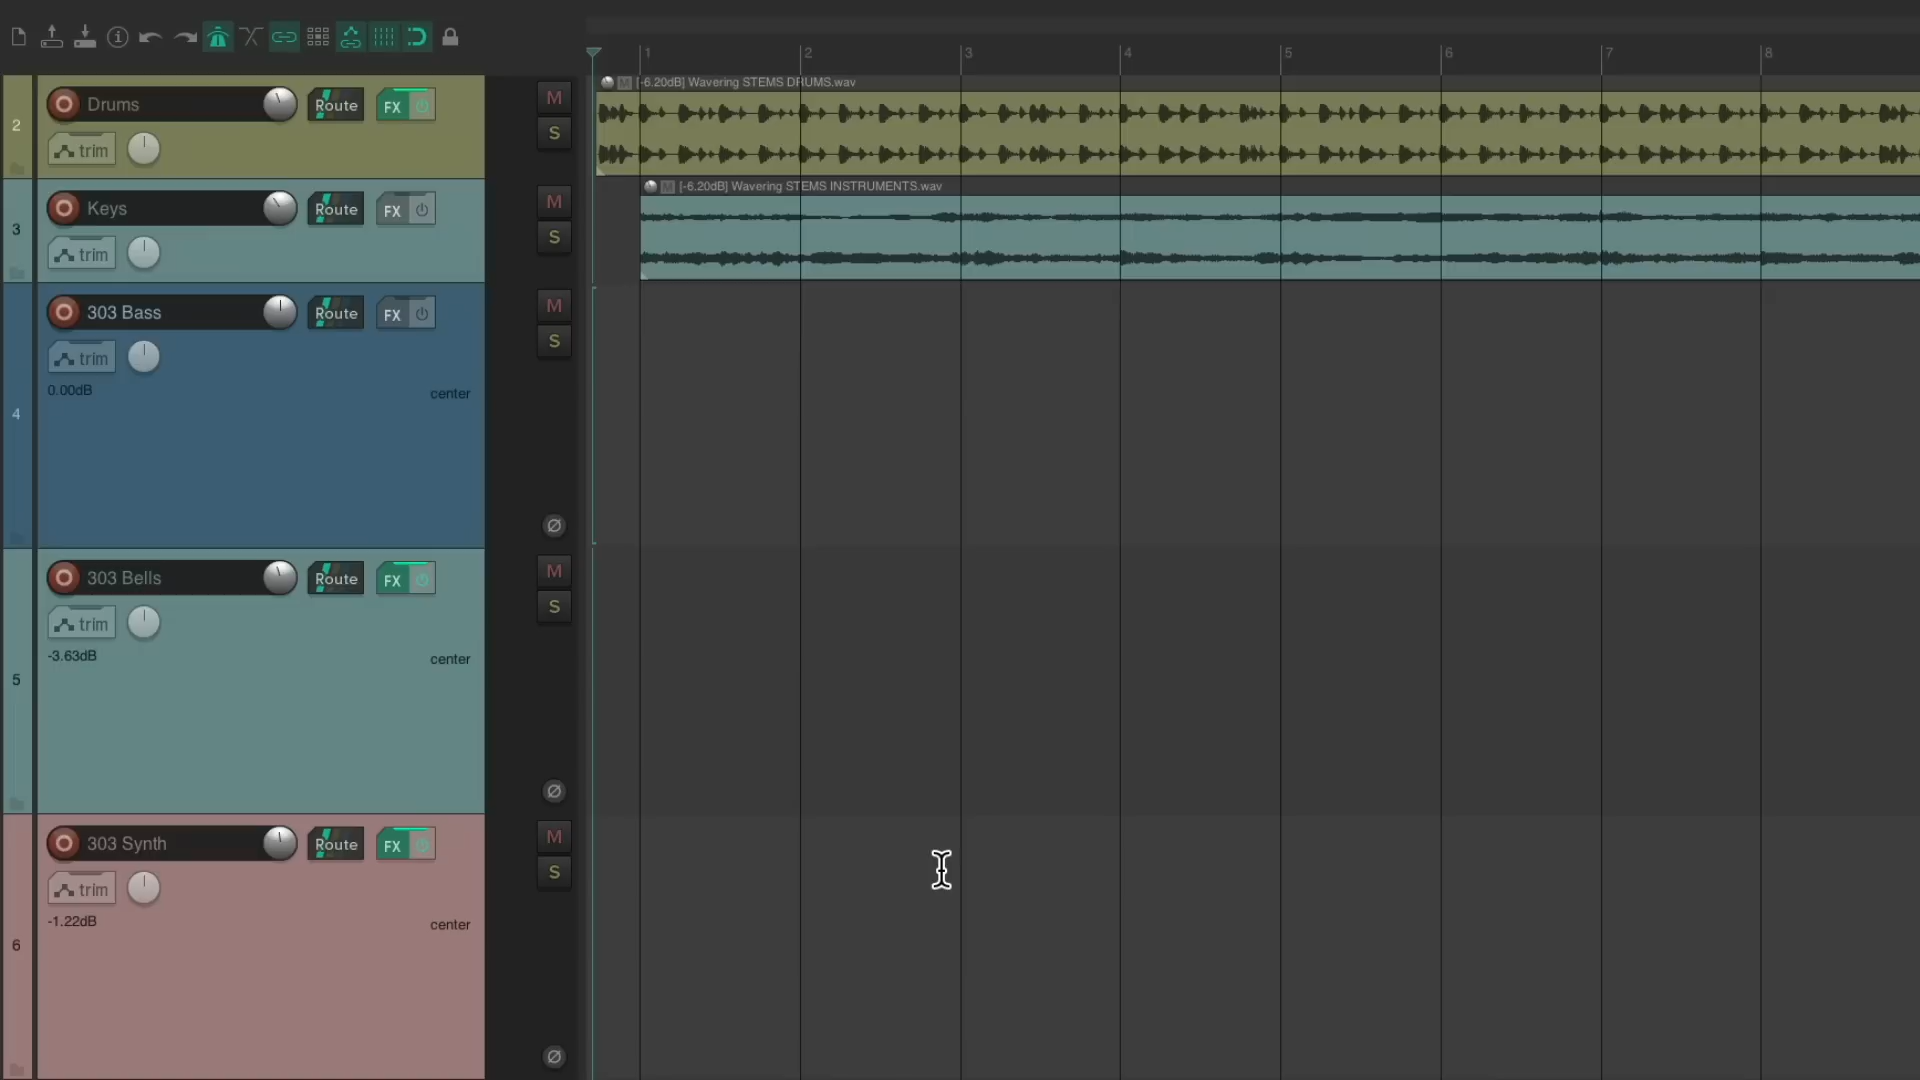 1 2 3 4 5 6 7 8
[-6.20dB] Wavering STEMS DRUMS.wav
2 Drums Route FX M
trim S
M [-6.20dB] Wavering STEMS INSTRUMENTS.wav
3 Keys Route FX M
trim S
303 Bass Route FX M
trim S
0.00dB center
4
303 Bells Route FX M
trim S
-3.63dB center
5
303 Synth Route FX M
trim S
-1.22dB center
6